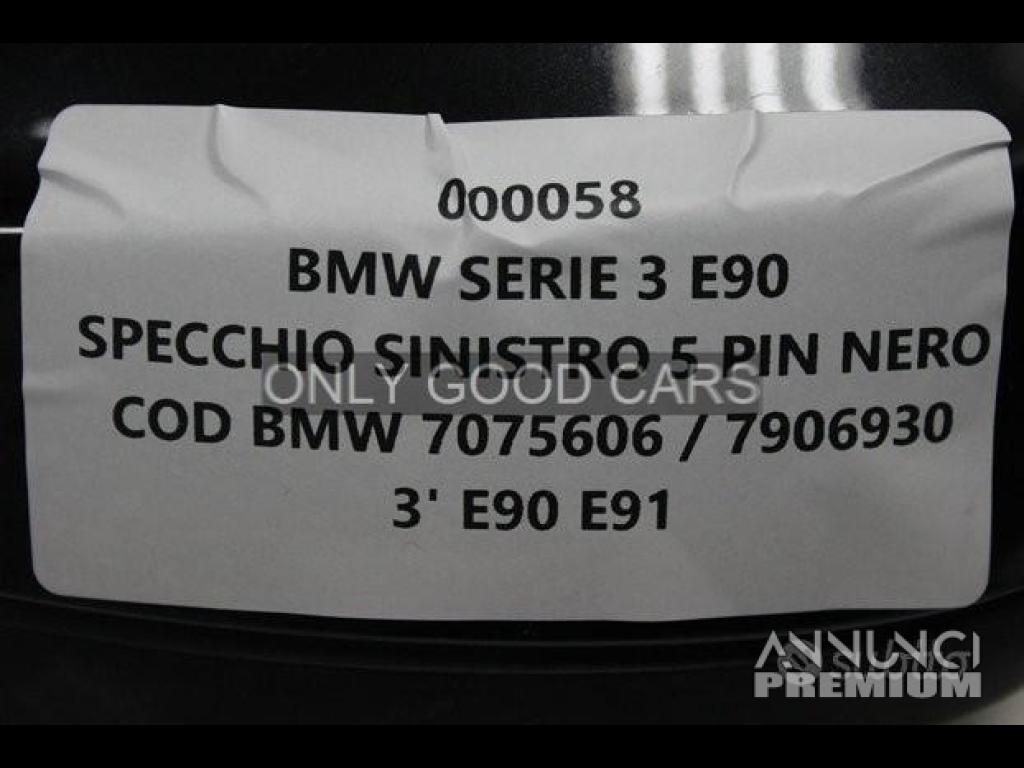 000058
BMW SERIE 3 E90
SPECCHIO SINISTRO 5 PIN NERO
ONLY GOOD CARS
COD BMW 7075606 / 7906930
3' E90 E91
ANNUNCI
PREMIUM